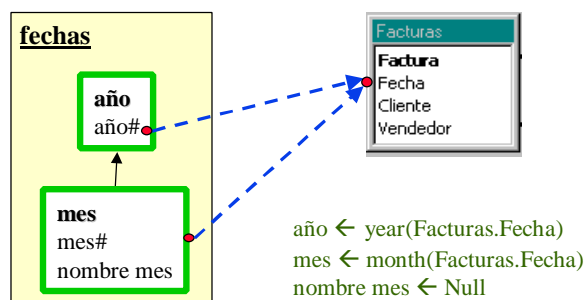 fechas
año
año#
mes
mes#
nombre mes
Facturas
Factura
Fecha
Cliente
Vendedor
año ← year(Facturas.Fecha)
mes ← month(Facturas.Fecha)
nombre mes ← Null